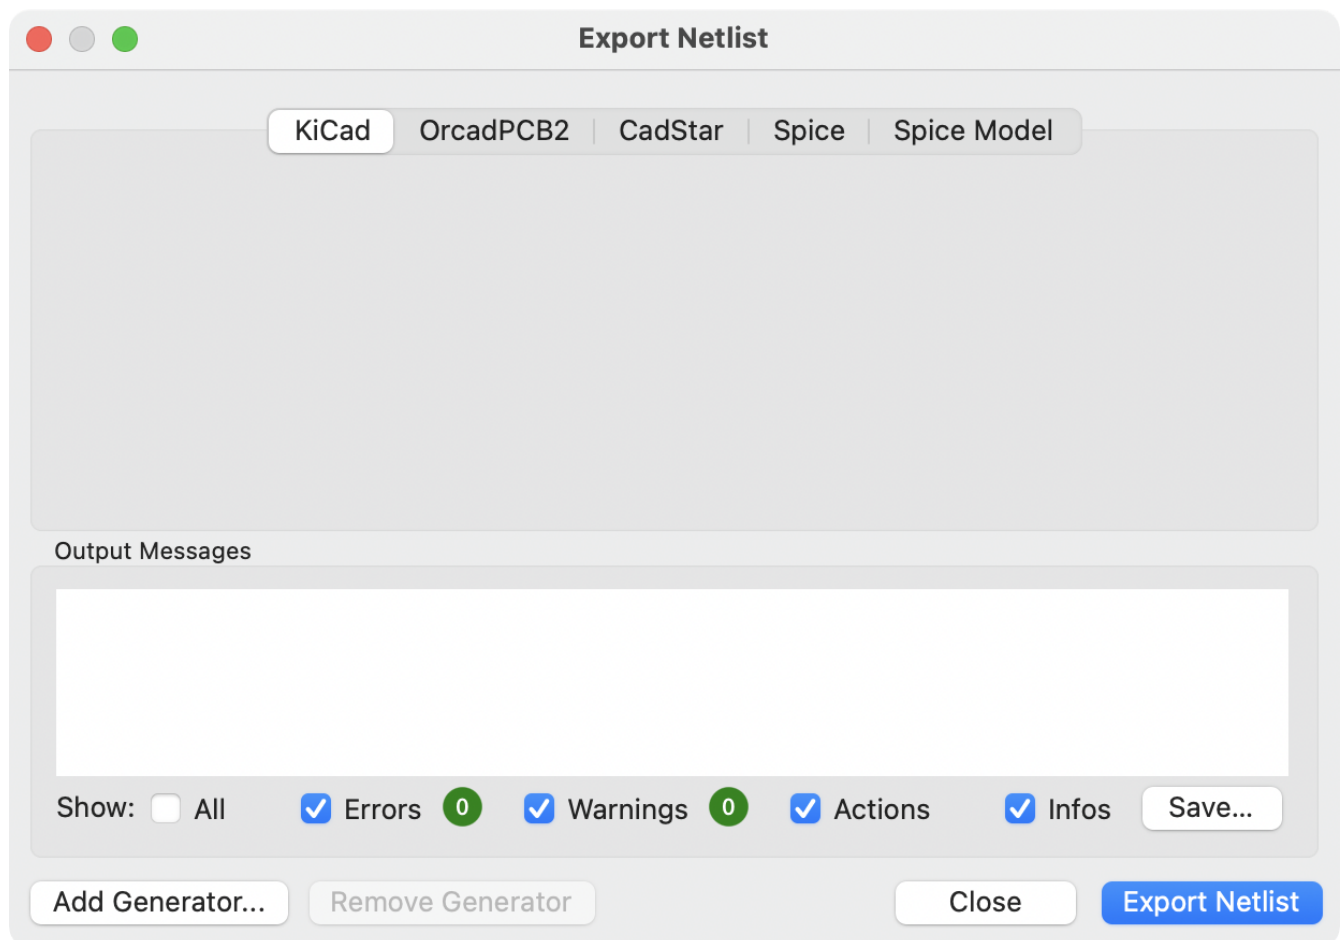 Export Netlist
KiCad OrcadPCB2 CadStar Spice Spice Model
Output Messages
Show: All Errors 0 Warnings 0 Actions Infos Save...
Add Generator... Remove Generator Close Export Netlist